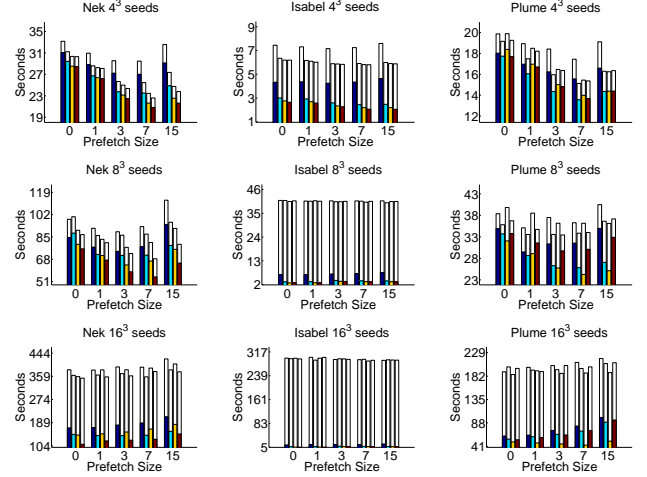 Nek 4³ seeds
Isabel 4³ seeds
Plume 4³ seeds
Seconds
35
31
27
23
19
0 1 3 7 15
Prefetch Size
Seconds
9
7
5
3
1
0 1 3 7 15
Prefetch Size
Seconds
20
18
16
14
12
0 1 3 7 15
Prefetch Size
Nek 8³ seeds
Isabel 8³ seeds
Plume 8³ seeds
Seconds
119
102
85
68
51
0 1 3 7 15
Prefetch Size
Seconds
46
35
24
13
2
0 1 3 7 15
Prefetch Size
Seconds
43
38
33
28
23
0 1 3 7 15
Prefetch Size
Nek 16³ seeds
Isabel 16³ seeds
Plume 16³ seeds
Seconds
444
359
274
189
104
0 1 3 7 15
Prefetch Size
Seconds
317
239
161
83
5
0 1 3 7 15
Prefetch Size
Seconds
229
182
135
88
41
0 1 3 7 15
Prefetch Size